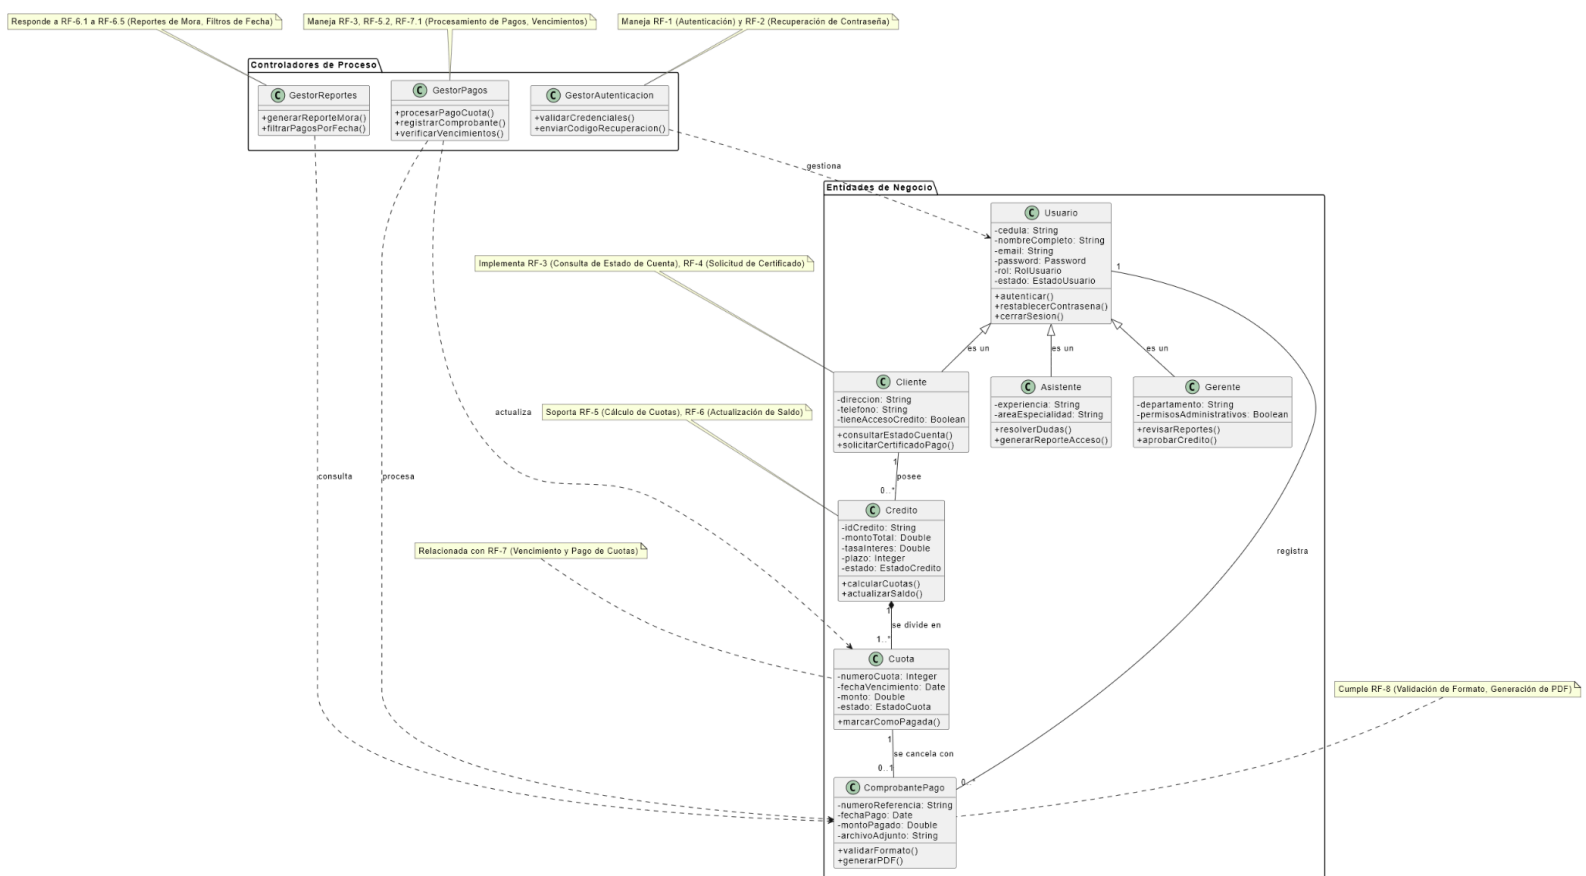 Responde a RF-6.1 a RF-6.5 (Reportes de Mora, Filtros de Fecha)
Maneja RF-3, RF-5.2, RF-7.1 (Procesamiento de Pagos, Vencimientos)
Maneja RF-1 (Autenticación) y RF-2 (Recuperación de Contraseña)
Controladores de Proceso
C GestorReportes
+generarReporteMora()
+filtrarPagosPorFecha()
C GestorPagos
+procesarPagoCuota()
+registrarComprobante()
+verificarVencimientos()
C GestorAutenticacion
+validarCredenciales()
+enviarCodigoRecuperacion()
gestiona
Entidades de Negocio
C Usuario
-cedula: String
-nombreCompleto: String
-email: String
-password: Password
-rol: RolUsuario
-estado: EstadoUsuario
+autenticar()
+restablecerContrasena()
+cerrarSesion()
1
Implementa RF-3 (Consulta de Estado de Cuenta), RF-4 (Solicitud de Certificado)
es un
es un
es un
C Cliente
-direccion: String
-telefono: String
-tieneAccesoCredito: Boolean
+consultarEstadoCuenta()
+solicitarCertificadoPago()
C Asistente
-experiencia: String
-areaEspecialidad: String
+resolverDudas()
+generarReporteAcceso()
C Gerente
-departamento: String
-permisosAdministrativos: Boolean
+revisarReportes()
+aprobarCredito()
actualiza
Soporta RF-5 (Cálculo de Cuotas), RF-6 (Actualización de Saldo)
1
posee
0..*
consulta
procesa
C Credito
-idCredito: String
-montoTotal: Double
-tasaInteres: Double
-plazo: Integer
-estado: EstadoCredito
+calcularCuotas()
+actualizarSaldo()
Relacionada con RF-7 (Vencimiento y Pago de Cuotas)
registra
1
se divide en
1..*
C Cuota
-numeroCuota: Integer
-fechaVencimiento: Date
-monto: Double
-estado: EstadoCuota
+marcarComoPagada()
Cumple RF-8 (Validación de Formato, Generación de PDF)
1
se cancela con
0..1
0..*
C ComprobantePago
-numeroReferencia: String
-fechaPago: Date
-montoPagado: Double
-archivoAdjunto: String
+validarFormato()
+generarPDF()